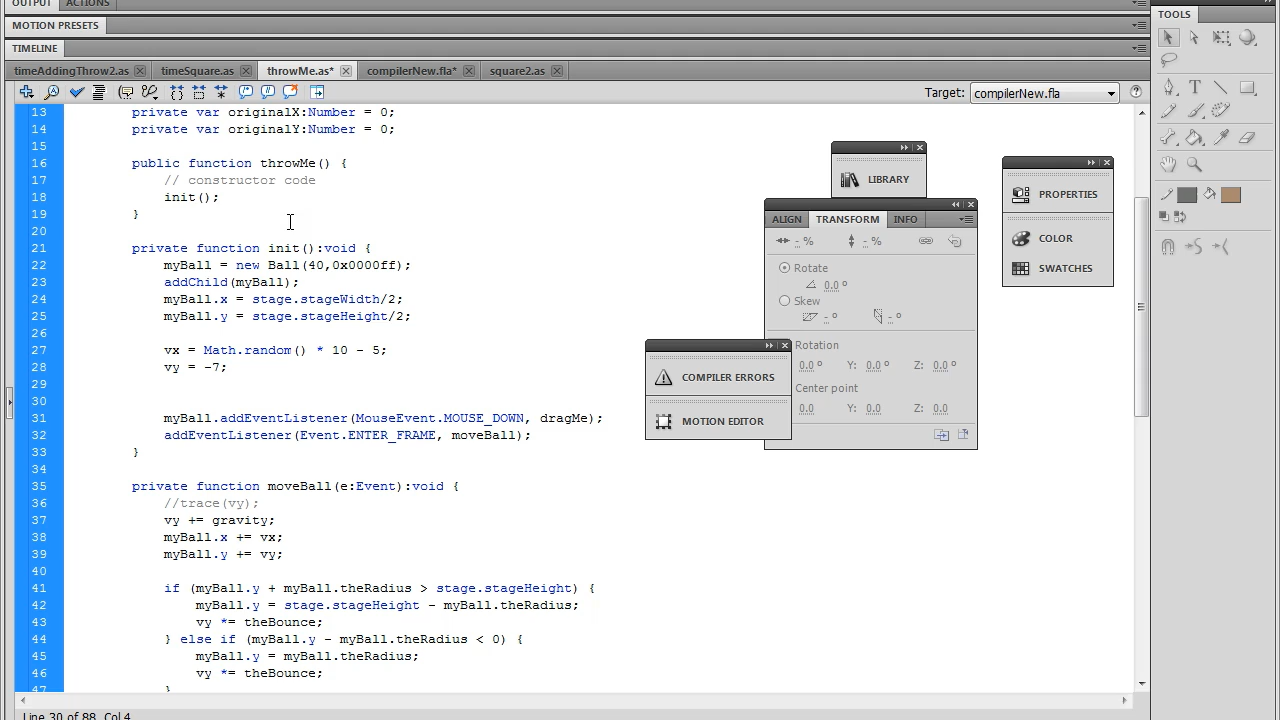 OUTPUT ACTIONS
MOTION PRESETS
TIMELINE
timeAddingThrow2.as timeSquare.as throwMe.as* compilerNew.fla* square2.as
Target: compilerNew.fla
13 private var originalX:Number = 0;
14 private var originalY:Number = 0;
15
16 public function throwMe() {
17 // constructor code
18 init();
19 }
20
21 private function init():void {
22 myBall = new Ball(40,0x0000ff);
23 addChild(myBall);
24 myBall.x = stage.stageWidth/2;
25 myBall.y = stage.stageHeight/2;
26
27 vx = Math.random() * 10 - 5;
28 vy = -7;
29
30
31 myBall.addEventListener(MouseEvent.MOUSE_DOWN, dragMe);
32 addEventListener(Event.ENTER_FRAME, moveBall);
33 }
34
35 private function moveBall(e:Event):void {
36 //trace(vy);
37 vy += gravity;
38 myBall.x += vx;
39 myBall.y += vy;
40
41 if (myBall.y + myBall.theRadius > stage.stageHeight) {
42 myBall.y = stage.stageHeight - myBall.theRadius;
43 vy *= theBounce;
44 } else if (myBall.y - myBall.theRadius < 0) {
45 myBall.y = myBall.theRadius;
46 vy *= theBounce;
47 }
Line 30 of 88, Col 4
LIBRARY
ALIGN TRANSFORM INFO
- % - %
Rotate
0.0 °
Skew
- ° - °
Rotation
0.0 ° Y: 0.0 ° Z: 0.0 °
Center point
0.0 Y: 0.0 Z: 0.0
COMPILER ERRORS
MOTION EDITOR
PROPERTIES
COLOR
SWATCHES
TOOLS